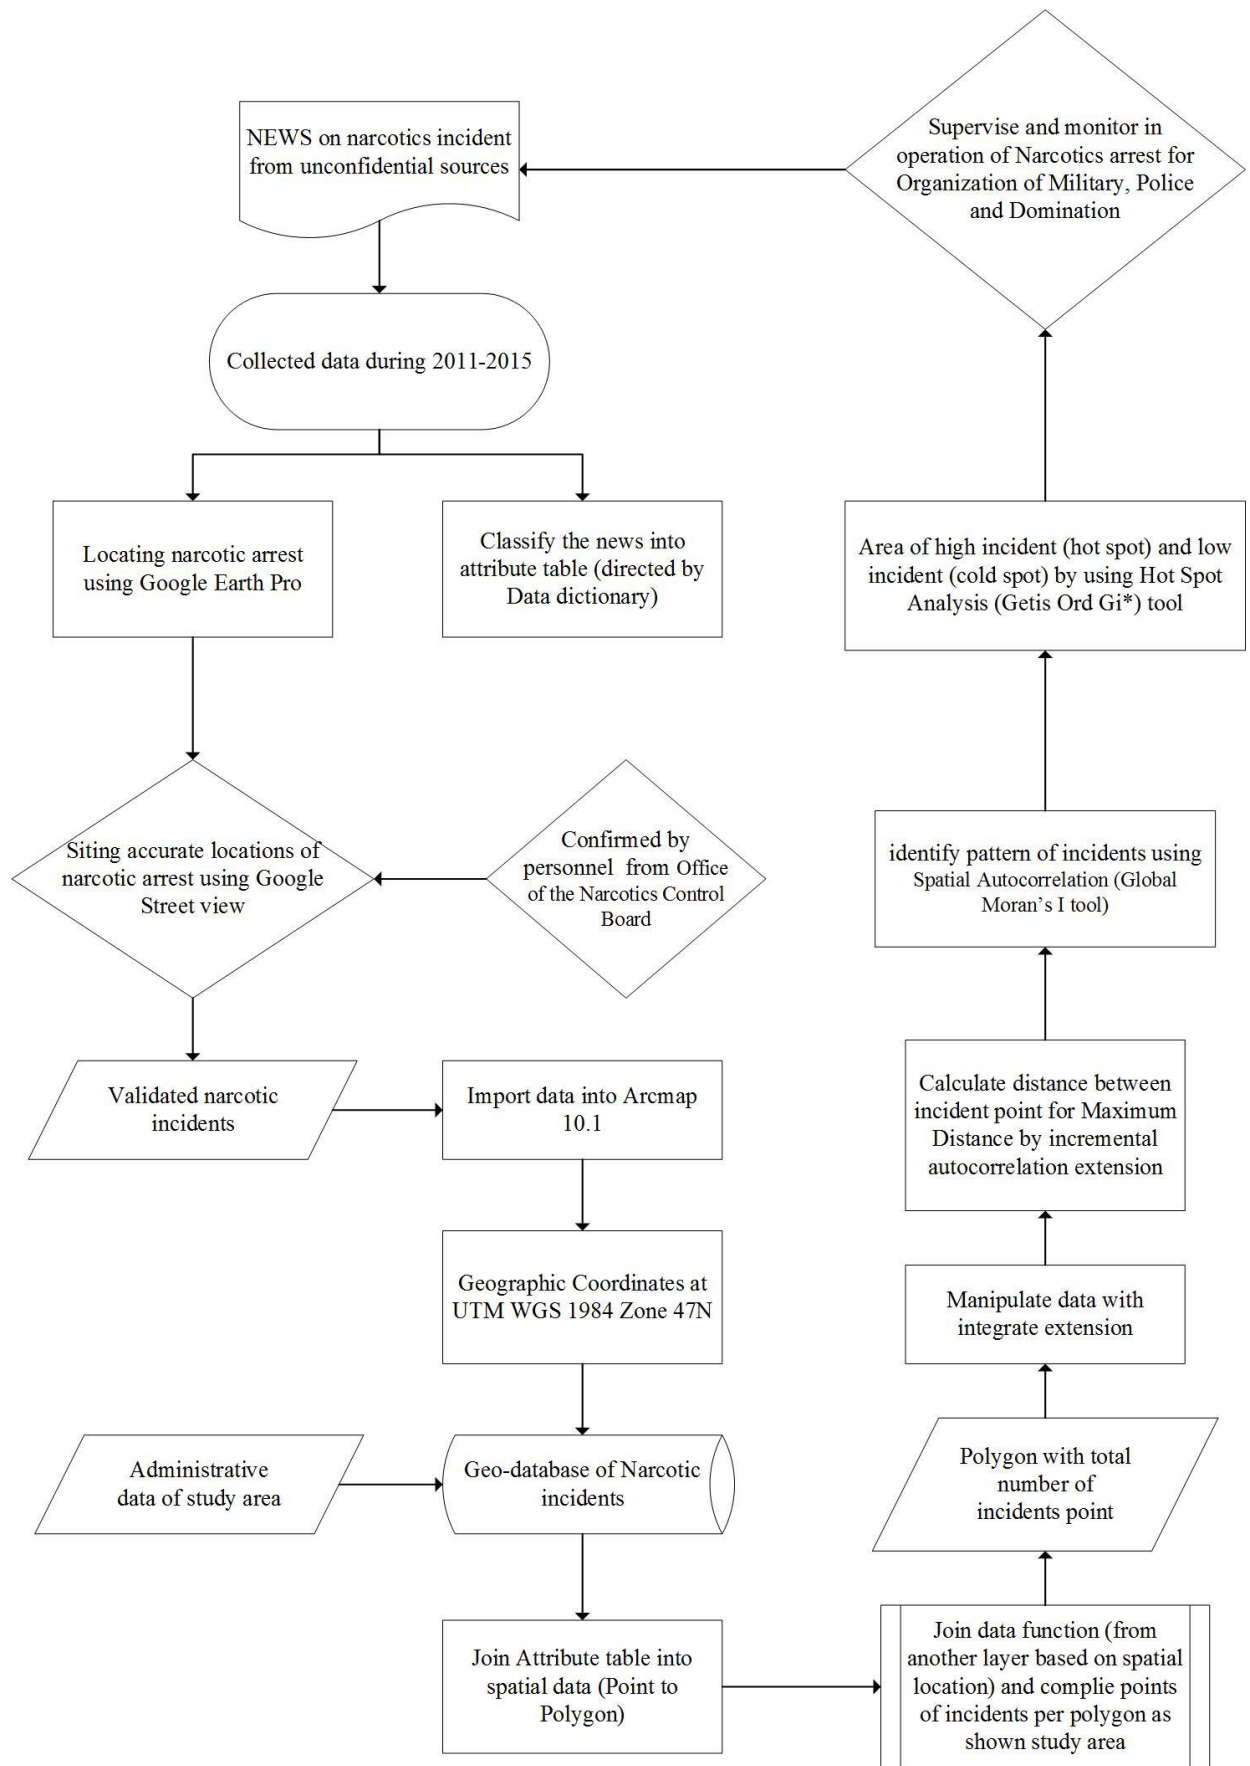 NEWS on narcotics incident
from unconfidential sources
Supervise and monitor in
operation of Narcotics arrest for
Organization of Military, Police
and Domination
Collected data during 2011-2015
Locating narcotic arrest
using Google Earth Pro
Classify the news into
attribute table (directed by
Data dictionary)
Area of high incident (hot spot) and low
incident (cold spot) by using Hot Spot
Analysis (Getis Ord Gi*) tool
Siting accurate locations of
narcotic arrest using Google
Street view
Confirmed by
personnel from Office
of the Narcotics Control
Board
identify pattern of incidents using
Spatial Autocorrelation (Global
Moran’s I tool)
Validated narcotic
incidents
Import data into Arcmap
10.1
Calculate distance between
incident point for Maximum
Distance by incremental
autocorrelation extension
Geographic Coordinates at
UTM WGS 1984 Zone 47N
Manipulate data with
integrate extension
Administrative
data of study area
Geo-database of Narcotic
incidents
Polygon with total
number of
incidents point
Join Attribute table into
spatial data (Point to
Polygon)
Join data function (from
another layer based on spatial
location) and complie points
of incidents per polygon as
shown study area